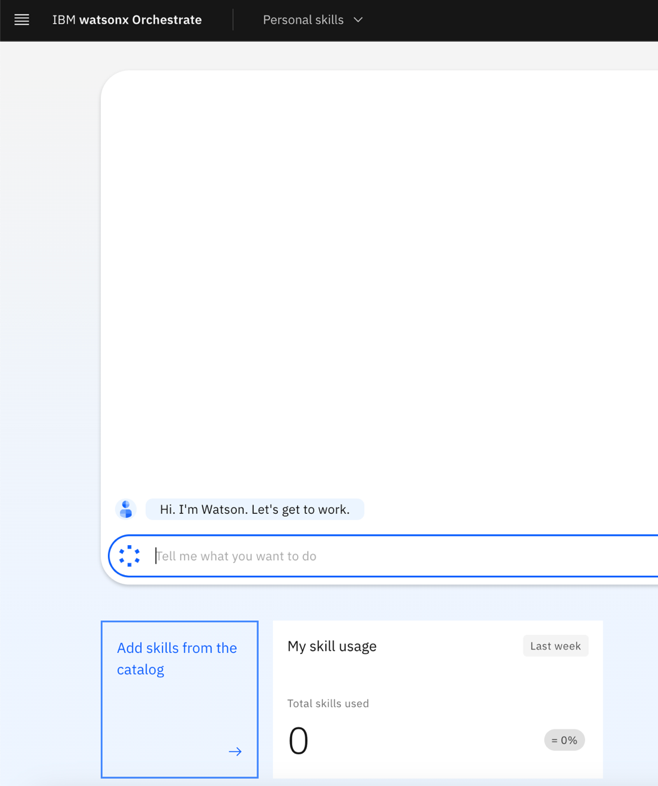 IBM watsonx Orchestrate
Personal skills
Hi. I'm Watson. Let's get to work.
Tell me what you want to do
Add skills from the
catalog
My skill usage
Last week
Total skills used
0
= 0%